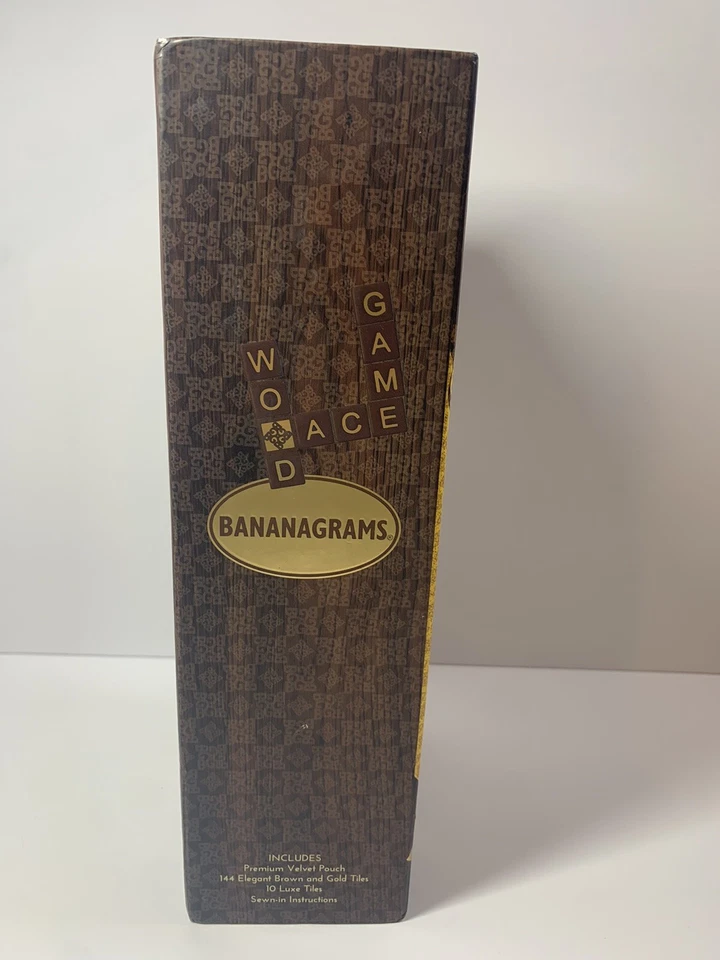 GAME
WO D
ACE
BANANAGRAMS®
INCLUDES
Premium Velvet Pouch
144 Elegant Brown and Gold Tiles
10 Luxe Tiles
Sewn-in Instructions